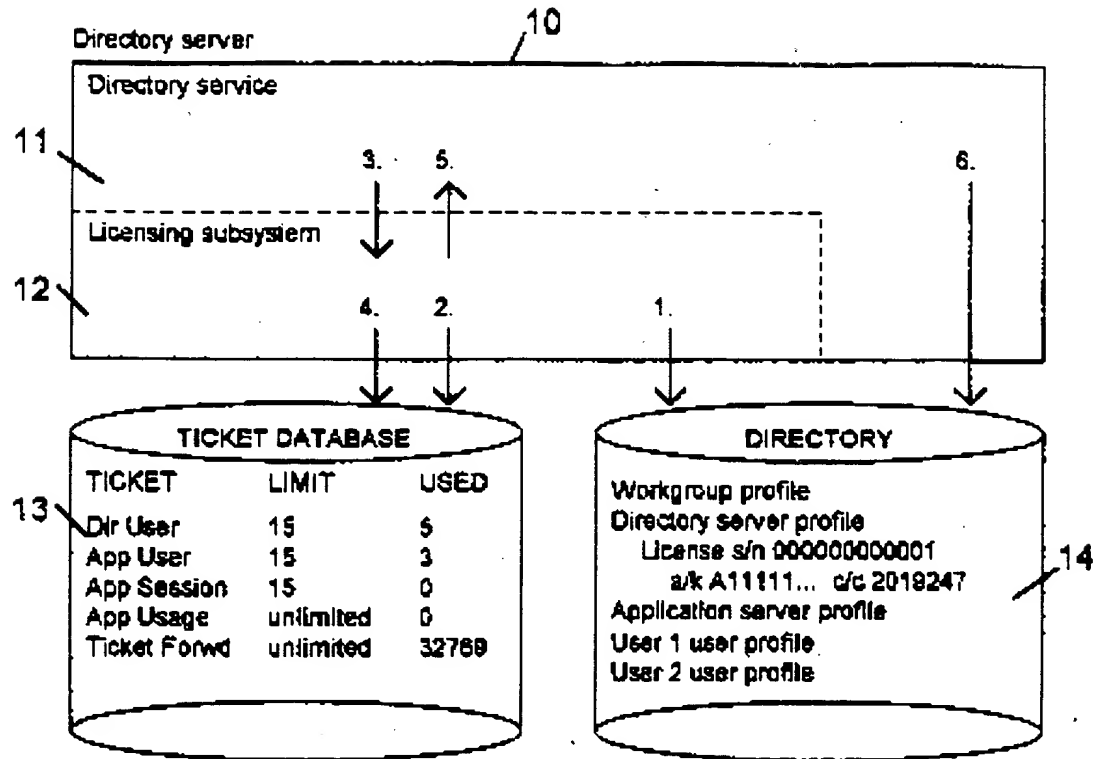 10
Directory server
Directory service
11
3. 5. 6.
Licensing subsystem
12
4. 2. 1.
TICKET DATABASE
TICKET LIMIT USED
13
Dir User 15 5
App User 15 3
App Session 15 0
App Usage unlimited 0
Ticket Forwd unlimited 32769
DIRECTORY
Workgroup profile
Directory server profile
License s/n 000000000001
a/k A11111... c/c 2019247
14
Application server profile
User 1 user profile
User 2 user profile